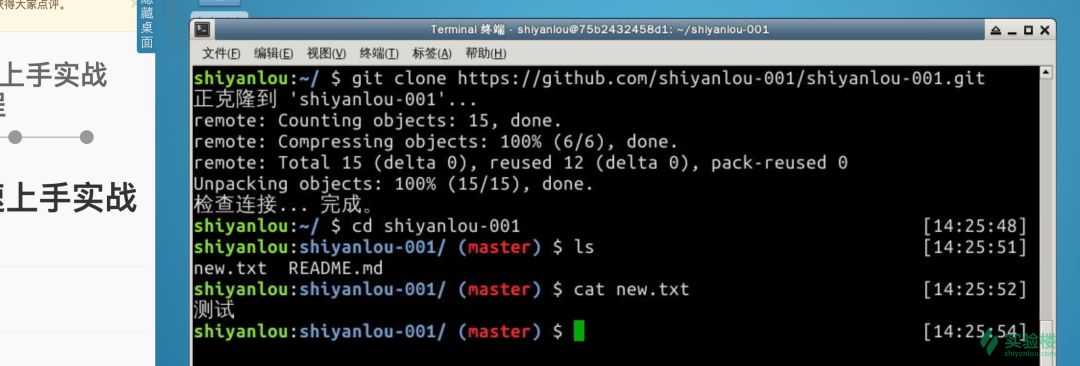 获得大家点评。
隐藏桌面
上手实战
程
速上手实战
Terminal 终端 - shiyanlou@75b2432458d1: ~/shiyanlou-001
文件(F) 编辑(E) 视图(V) 终端(T) 标签(A) 帮助(H)
shiyanlou:~/ $ git clone https://github.com/shiyanlou-001/shiyanlou-001.git
正克隆到 'shiyanlou-001'...
remote: Counting objects: 15, done.
remote: Compressing objects: 100% (6/6), done.
remote: Total 15 (delta 0), reused 12 (delta 0), pack-reused 0
Unpacking objects: 100% (15/15), done.
检查连接... 完成。
shiyanlou:~/ $ cd shiyanlou-001 [14:25:48]
shiyanlou:shiyanlou-001/ (master) $ ls [14:25:51]
new.txt README.md
shiyanlou:shiyanlou-001/ (master) $ cat new.txt [14:25:52]
测试
shiyanlou:shiyanlou-001/ (master) $ [14:25:54]
实验楼
shiyanlou.com